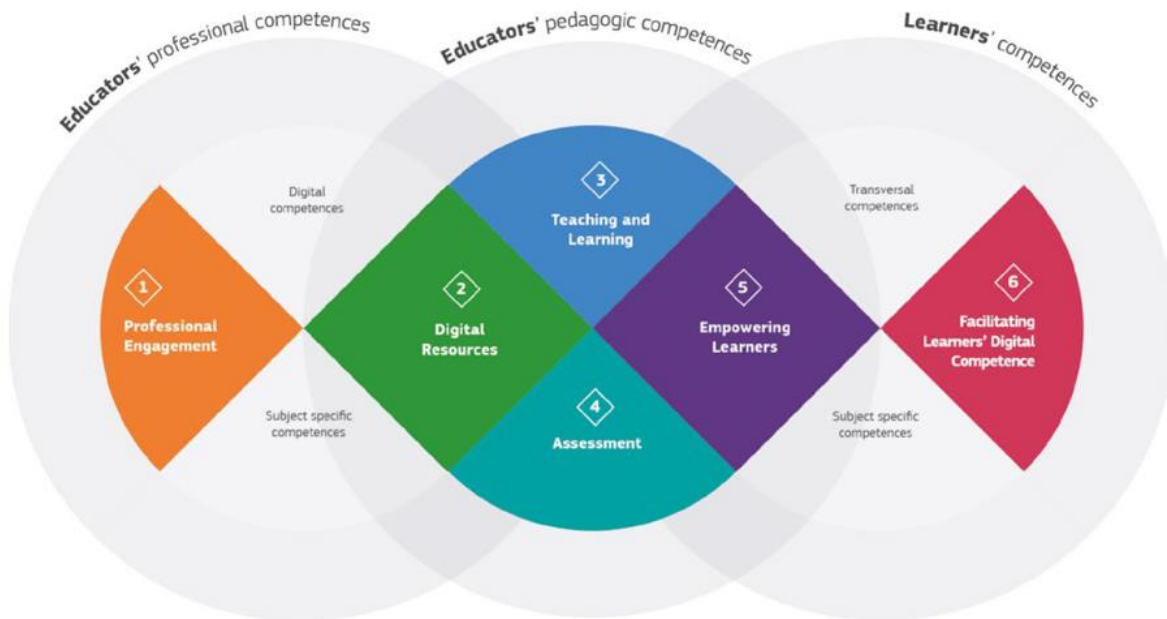 Educators' professional competences
Educators' pedagogic competences
Learners' competences
Digital
competences
Transversal
competences
3
Teaching and
Learning
1
Professional
Engagement
2
Digital
Resources
5
Empowering
Learners
6
Facilitating
Learners' Digital
Competence
4
Assessment
Subject specific
competences
Subject specific
competences